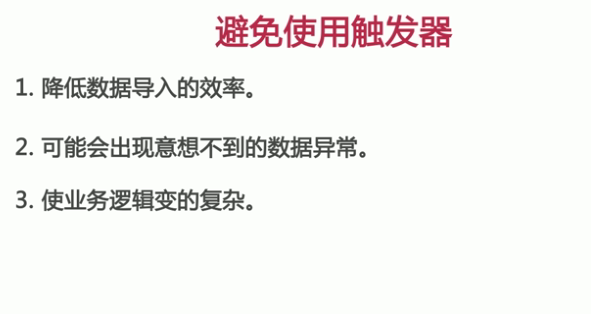 避免使用触发器
1. 降低数据导入的效率。
2. 可能会出现意想不到的数据异常。
3. 使业务逻辑变的复杂。